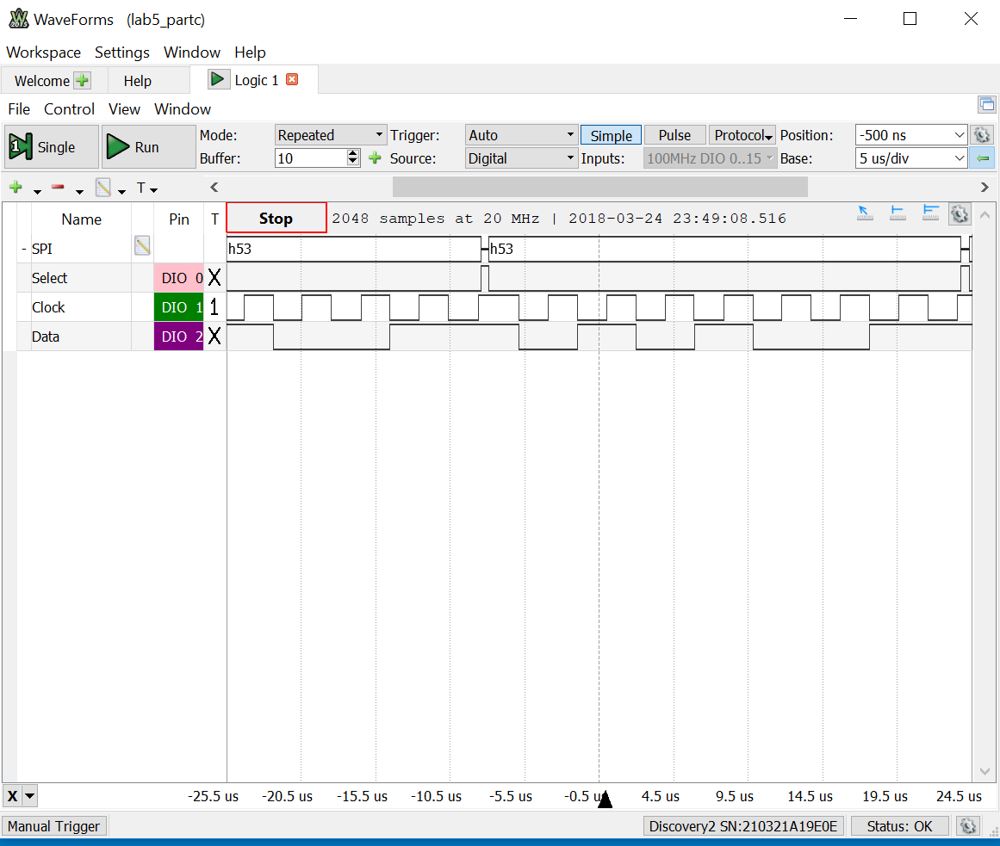 WaveForms (lab5_partc)
Workspace Settings Window Help
Welcome Help Logic 1
File Control View Window
1 Single Run Mode: Repeated Trigger: Auto Simple Pulse Protocol Position: -500 ns
Buffer: 10 Source: Digital Inputs: 100MHz DIO 0..15 Base: 5 us/div
T
Name Pin T Stop 2048 samples at 20 MHz | 2018-03-24 23:49:08.516
- SPI h53 h53
Select DIO 0 X
Clock DIO 1 1
Data DIO 2 X
X -25.5 us -20.5 us -15.5 us -10.5 us -5.5 us -0.5 us 4.5 us 9.5 us 14.5 us 19.5 us 24.5 us
Manual Trigger Discovery2 SN:210321A19E0E Status: OK